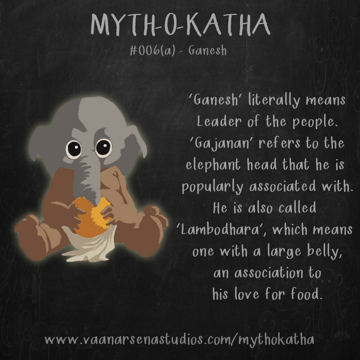 MYTH-O-KATHA
#006(a) - Ganesh
'Ganesh' literally means
Leader of the people.
'Gajanan' refers to the
elephant head that he is
popularly associated with.
He is also called
'Lambodhara', which means
one with a large belly,
an association to
his love for food.
www.vaanarsenastudios.com/mythokatha